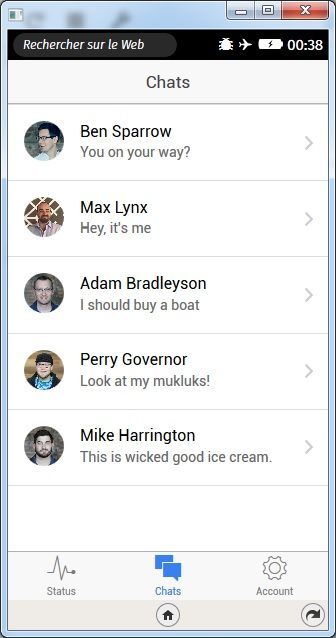 Rechercher sur le Web
00:38
Chats
Ben Sparrow
You on your way?
Max Lynx
Hey, it's me
Adam Bradleyson
I should buy a boat
Perry Governor
Look at my mukluks!
Mike Harrington
This is wicked good ice cream.
Status
Chats
Account